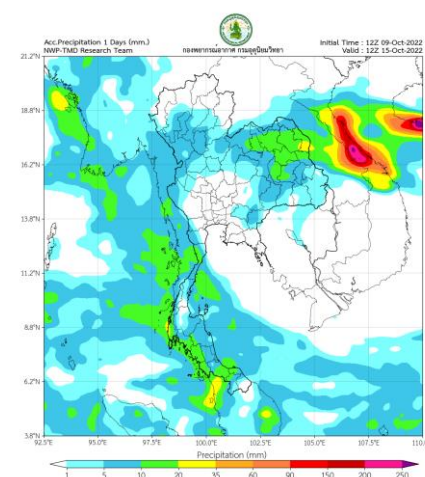 Acc.Precipitation 1 Days (mm.)
NWP-TMD Research Team
กองพยากรณ์อากาศ กรมอุตุนิยมวิทยา
Initial Time : 12Z 09-Oct-2022
Valid : 12Z 15-Oct-2022
21.2°N
18.8°N
16.2°N
13.8°N
11.2°N
8.8°N
6.2°N
3.8°N
92.5°E 95.0°E 97.5°E 100.0°E 102.5°E 105.0°E 107.5°E 110.
Precipitation (mm)
1 5 10 20 35 60 90 150 200 250